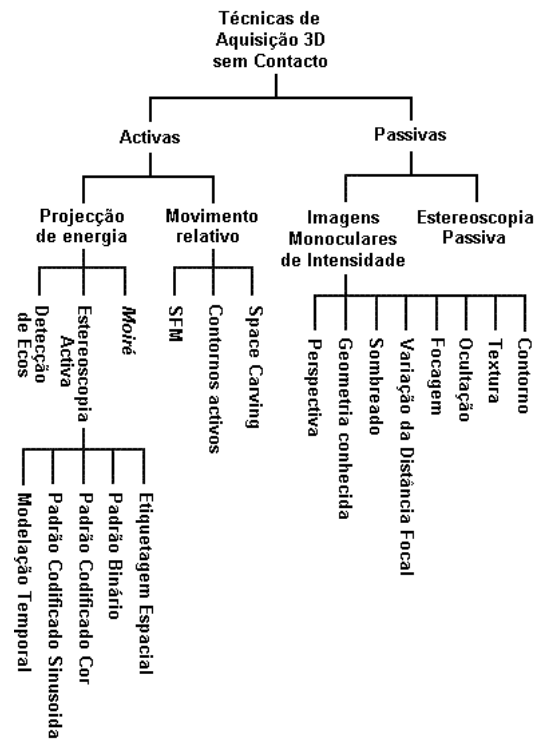 Técnicas de
Aquisição 3D
sem Contacto
Activas
Passivas
Projecção
de energia
Movimento
relativo
Imagens
Monoculares
de Intensidade
Estereoscopia
Passiva
Detecção
de Ecos
Estereoscopia
Activa
Moiré
SFM
Contornos activos
Space Carving
Perspectiva
Geometria conhecida
Sombreado
Variação da Distância Focal
Focagem
Ocultação
Textura
Contorno
Modelação Temporal
Padrão Codificado Sinusoida
Padrão Codificado Cor
Padrão Binário
Etiquetagem Espacial